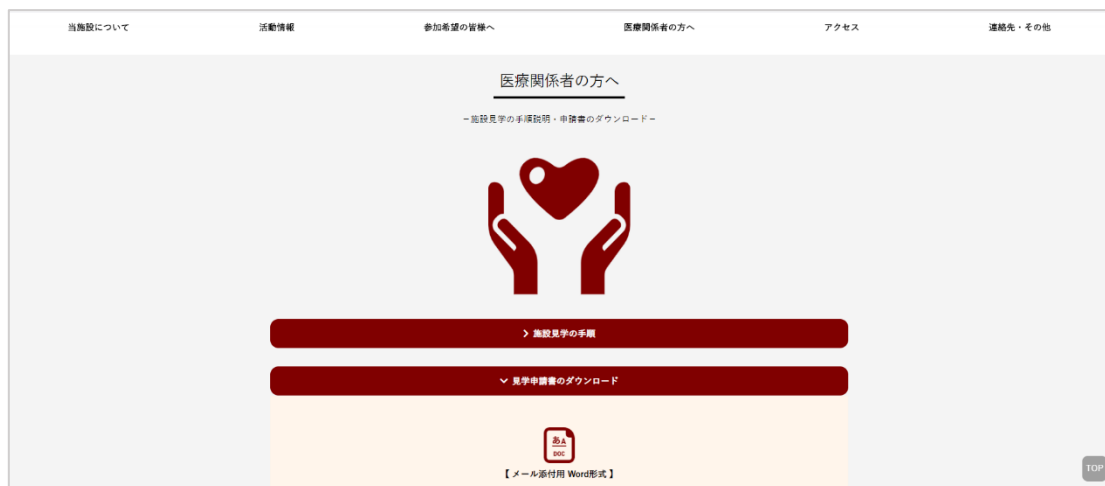 当施設について 活動情報 参加希望の皆様へ 医療関係者の方へ アクセス 連絡先・その他
医療関係者の方へ
－施設見学の手順説明・申請書のダウンロード－
施設見学の手順
見学申請書のダウンロード
あA
DOC
【 メール添付用 Word形式 】
TOP